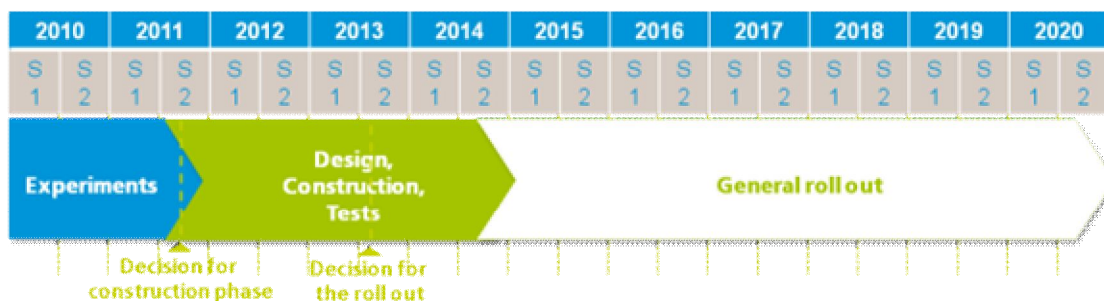 2010 2011 2012 2013 2014 2015 2016 2017 2018 2019 2020
S S S S S S S S S S S S S S S S S S S S S S
1 2 1 2 1 2 1 2 1 2 1 2 1 2 1 2 1 2 1 2 1 2
Experiments
Design,
Construction,
Tests
General roll out
Decision for
construction phase
Decision for
the roll out